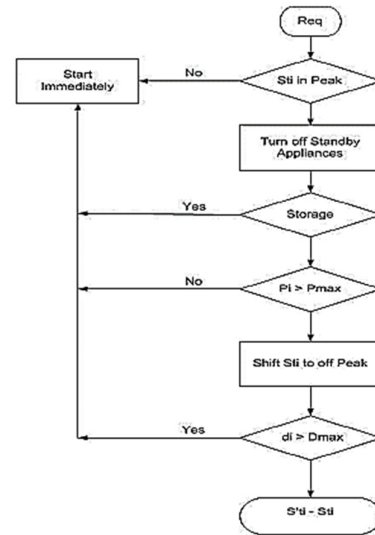 Req
No
Start
Immediately
Sti in Peak
Turn off Standby
Appliances
Yes
Storage
No
Pi > Pmax
Shift Sti to off Peak
Yes
di > Dmax
S'ti - Sti